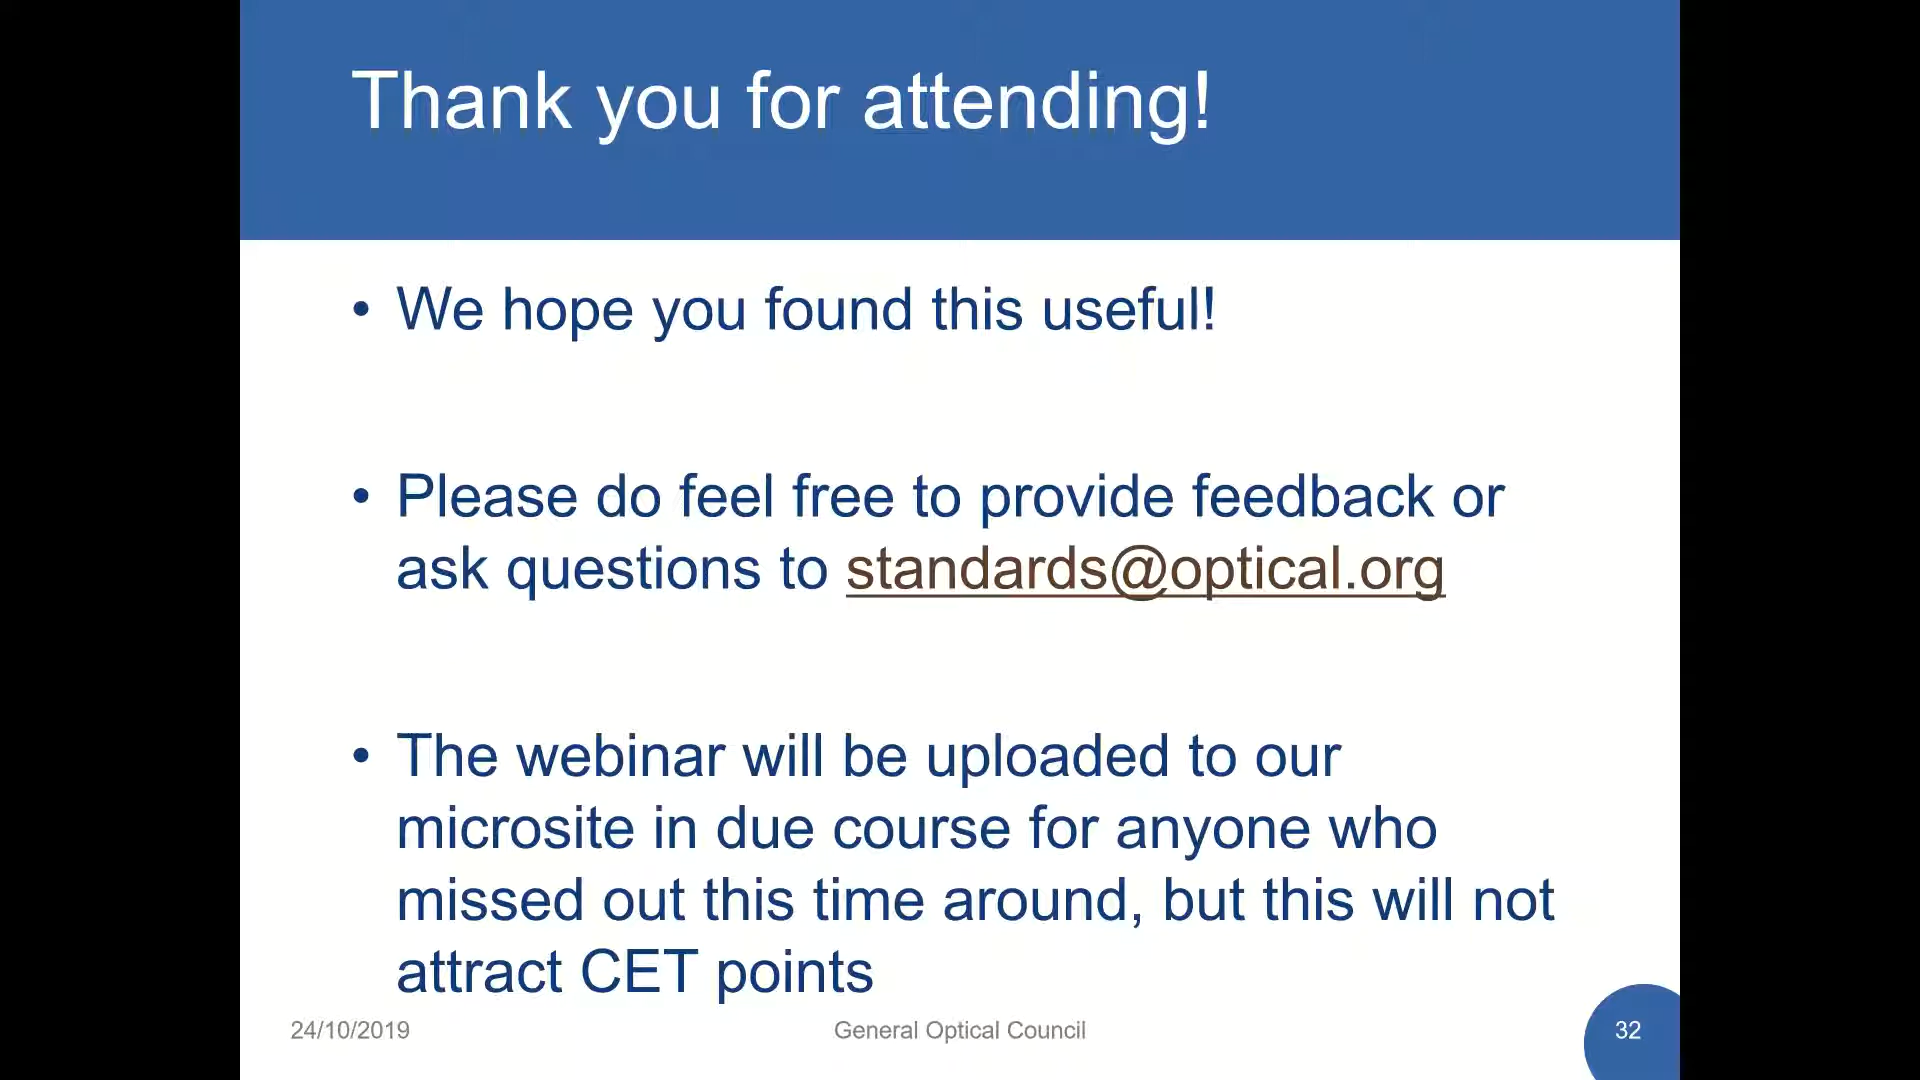 Thank you for attending!
• We hope you found this useful!
• Please do feel free to provide feedback or
ask questions to standards@optical.org
• The webinar will be uploaded to our
microsite in due course for anyone who
missed out this time around, but this will not
attract CET points
24/10/2019
General Optical Council
32